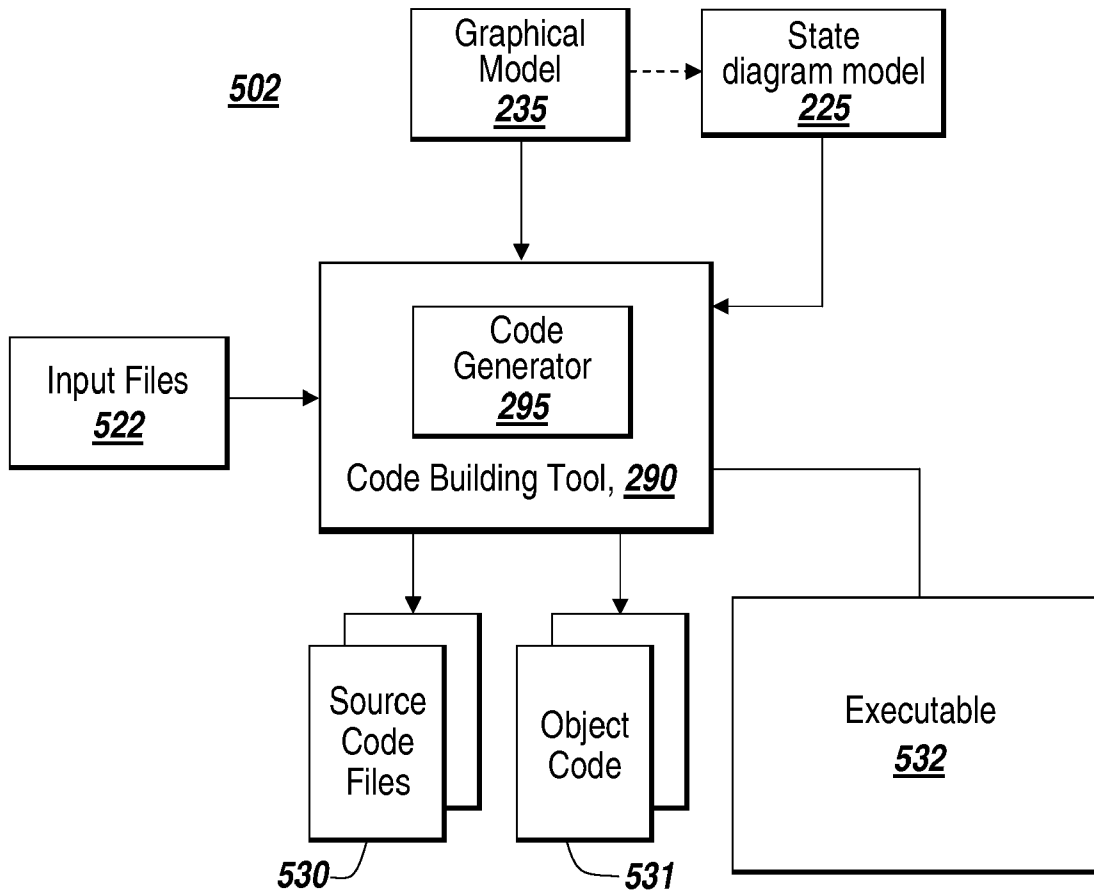 Graphical
Model
235
State
diagram model
225
502
Code
Generator
295
Input Files
522
Code Building Tool, 290
Source
Code
Files
Object
Code
Executable
532
530
531